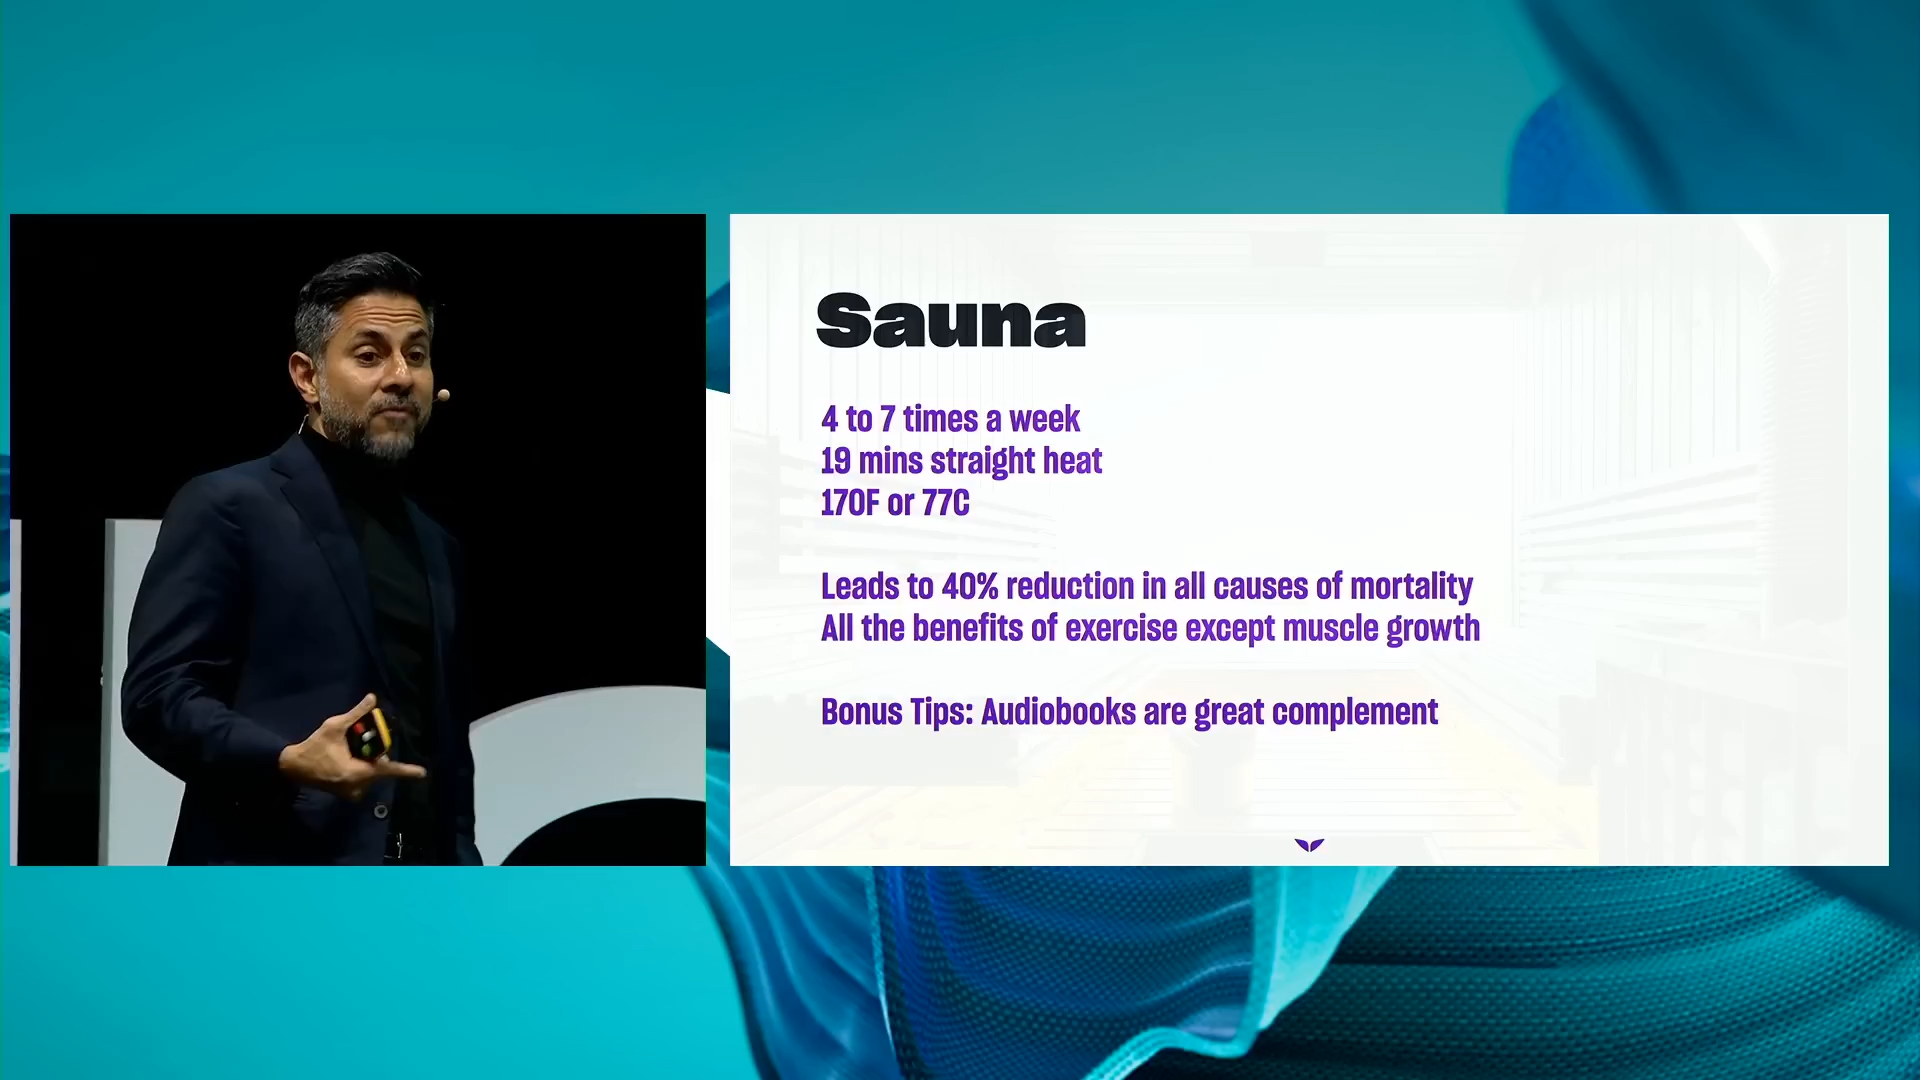 Sauna
4 to 7 times a week
19 mins straight heat
170F or 77C
Leads to 40% reduction in all causes of mortality
All the benefits of exercise except muscle growth
Bonus Tips: Audiobooks are great complement